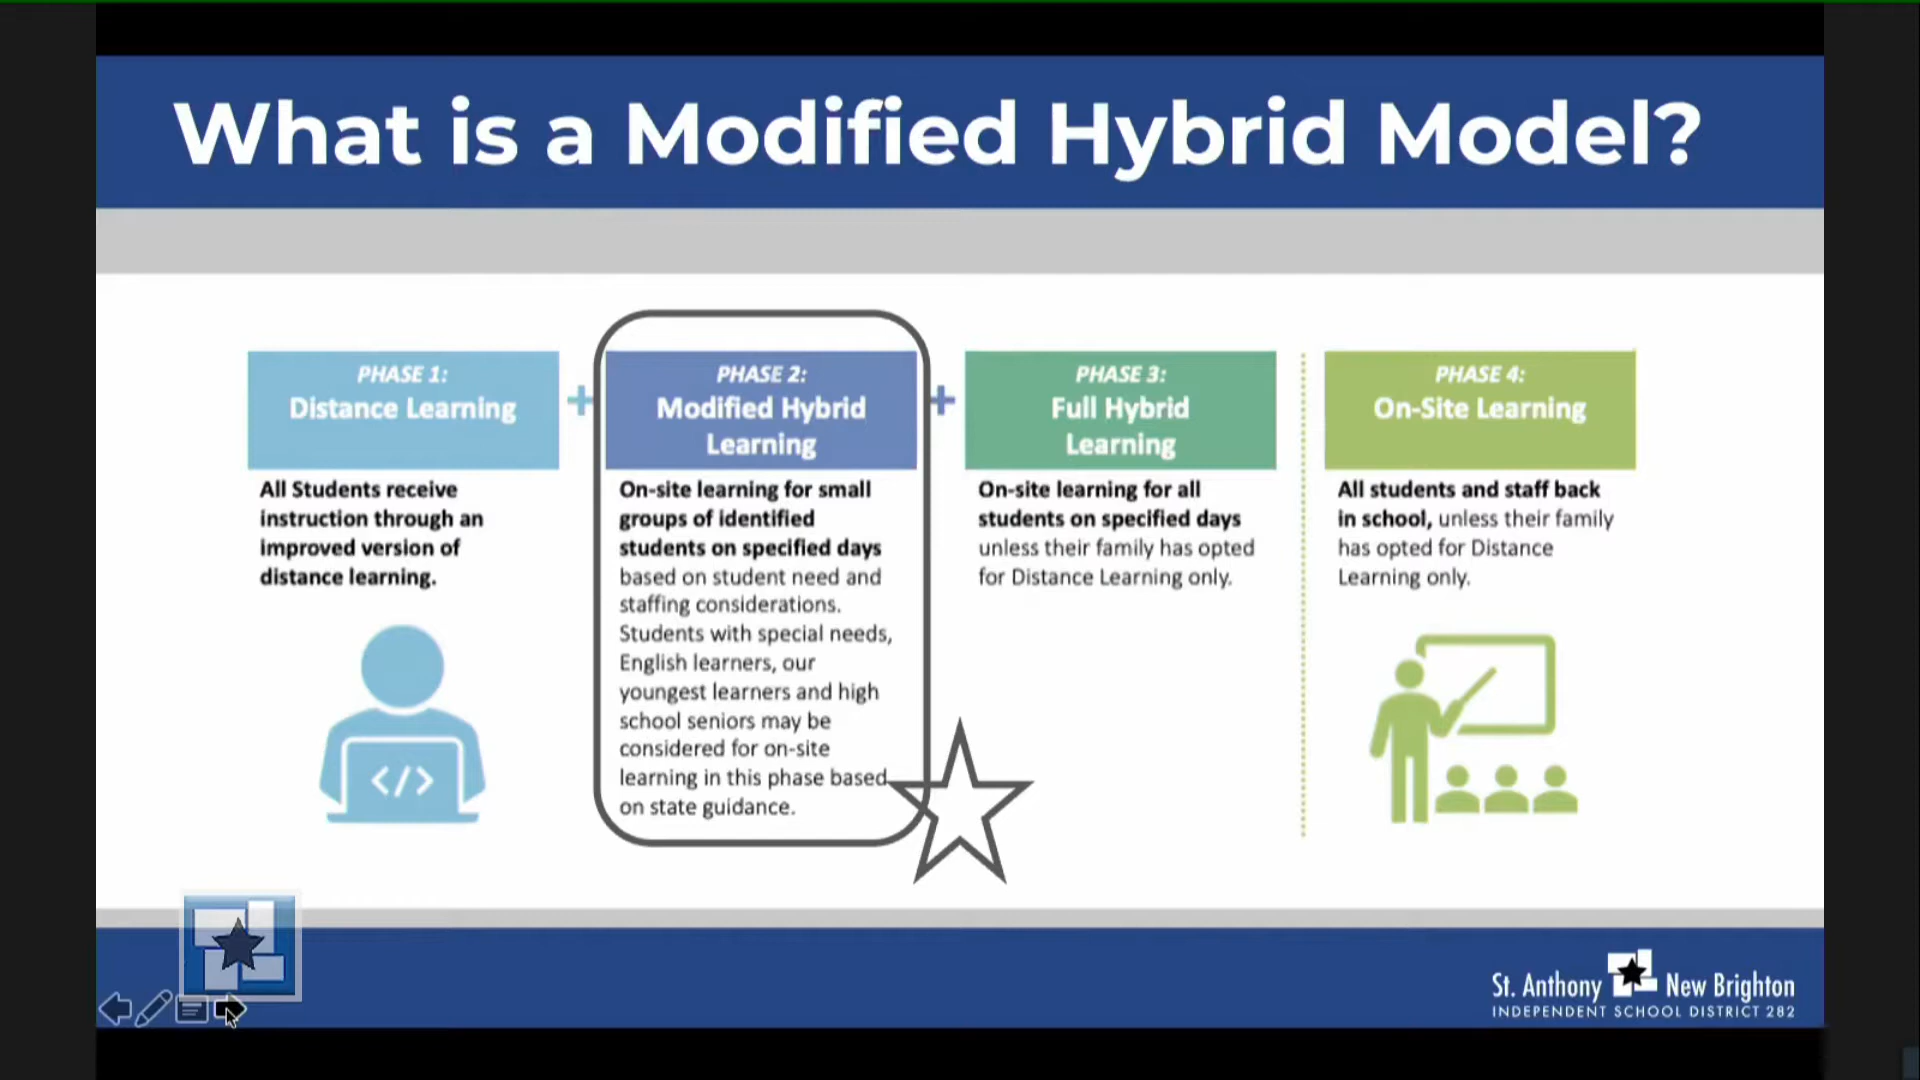 What is a Modified Hybrid Model?
PHASE 1:
Distance Learning
All Students receive
instruction through an
improved version of
distance learning.
</>
+
PHASE 2:
Modified Hybrid
Learning
On-site learning for small
groups of identified
students on specified days
based on student need and
staffing considerations.
Students with special needs,
English learners, our
youngest learners and high
school seniors may be
considered for on-site
learning in this phase based
on state guidance.
+
PHASE 3:
Full Hybrid
Learning
On-site learning for all
students on specified days
unless their family has opted
for Distance Learning only.
PHASE 4:
On-Site Learning
All students and staff back
in school, unless their family
has opted for Distance
Learning only.
St. Anthony New Brighton
INDEPENDENT SCHOOL DISTRICT 282